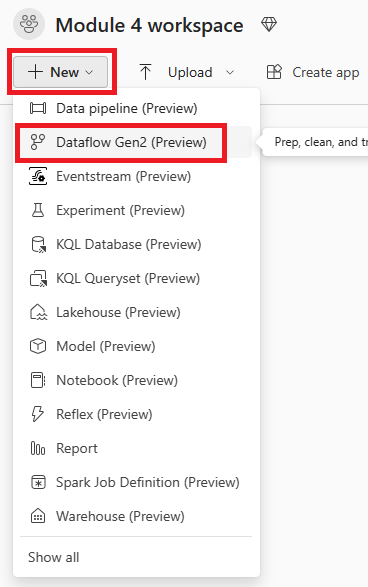 Module 4 workspace
New
Upload
Create app
Data pipeline (Preview)
Dataflow Gen2 (Preview)
Prep, clean, and
Eventstream (Preview)
Experiment (Preview)
KQL Database (Preview)
KQL Queryset (Preview)
Lakehouse (Preview)
Model (Preview)
Notebook (Preview)
Reflex (Preview)
Report
Spark Job Definition (Preview)
Warehouse (Preview)
Show all